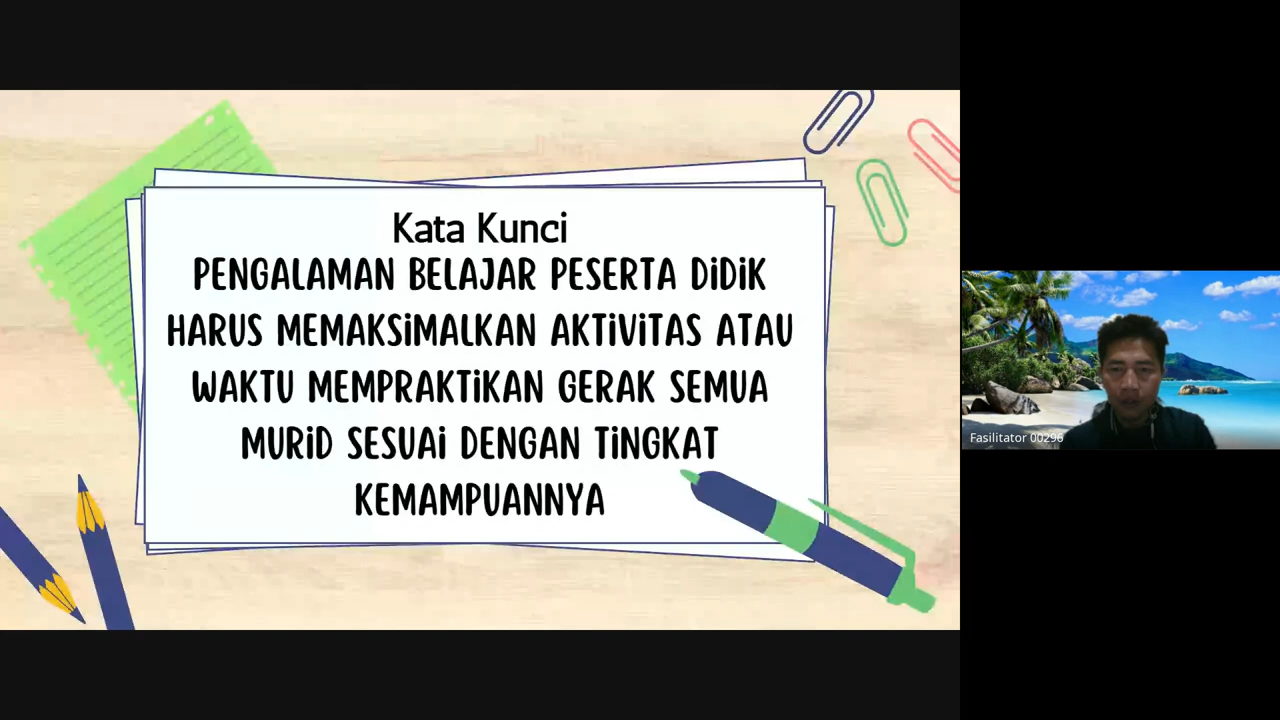 Kata Kunci
PENGALAMAN BELAJAR PESERTA DiDiK
HARUS MEMAKSiMALKAN AKTiViTAS ATAU
WAKTU MEMPRAKTiKAN GERAK SEMUA
MURiD SESUAi DENGAN TiNGKAT
KEMAMPUANNYA
Fasilitator 00296